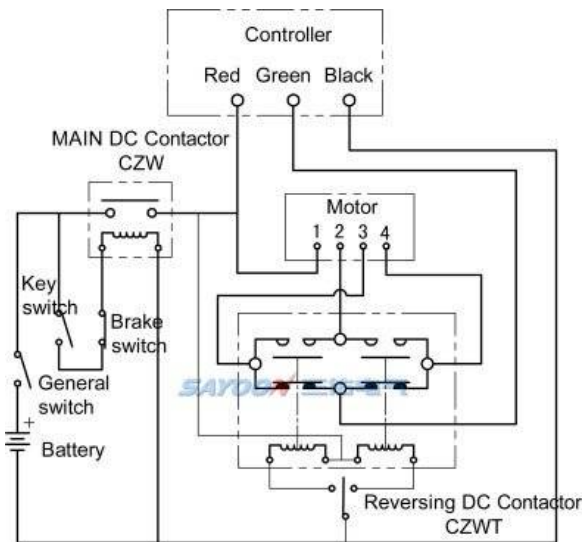 Controller
Red Green Black
MAIN DC Contactor
CZW
Motor
1 2 3 4
Key
switch
Brake
switch
General
switch
+
Battery
SAYOON
Reversing DC Contactor
CZWT